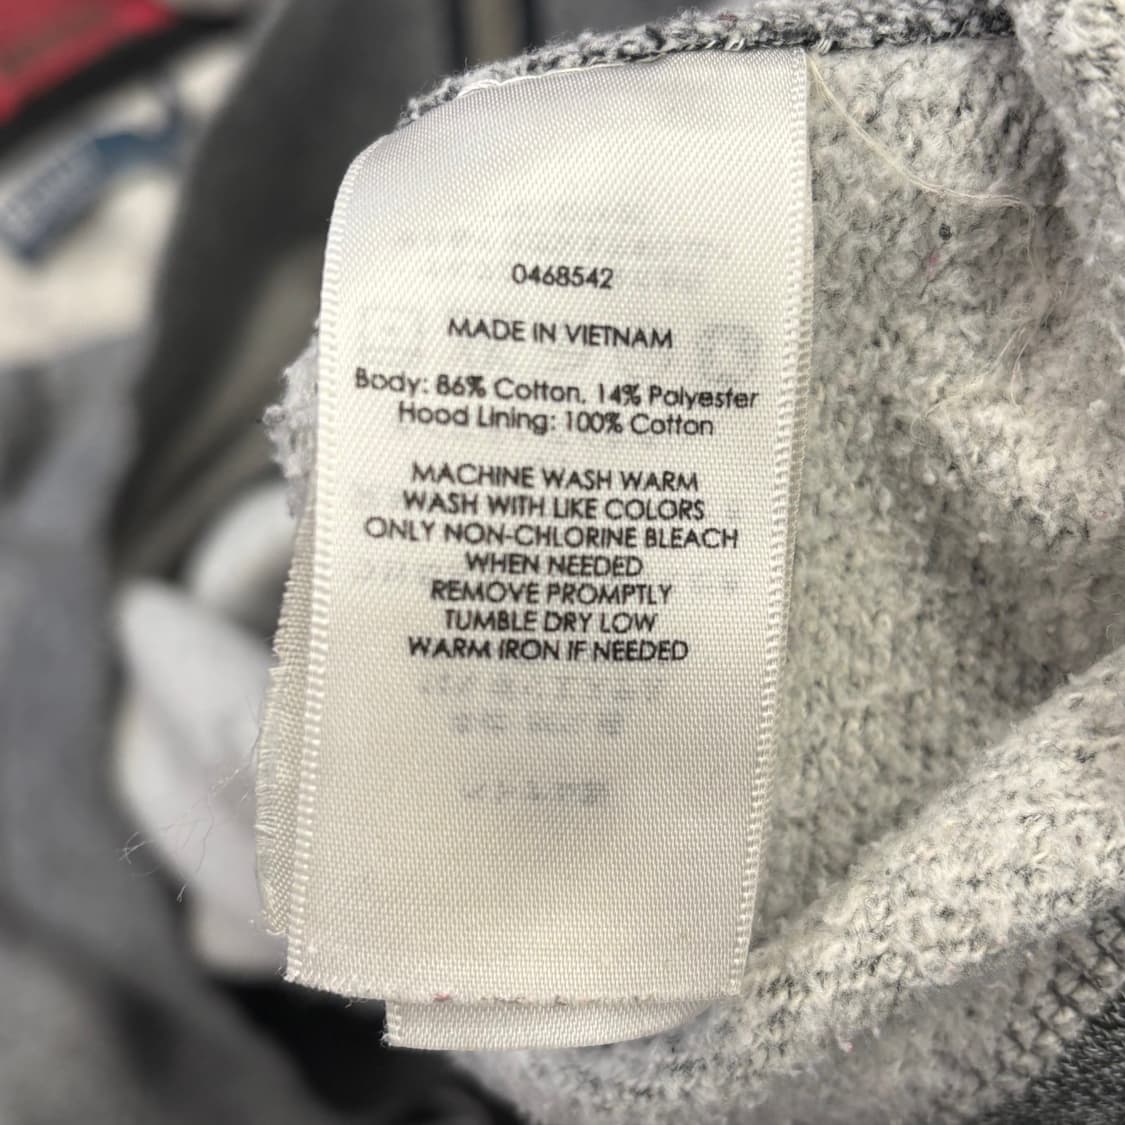 0468542
MADE IN VIETNAM
Body: 86% Cotton, 14% Polyester
Hood Lining: 100% Cotton
MACHINE WASH WARM
WASH WITH LIKE COLORS
ONLY NON-CHLORINE BLEACH
WHEN NEEDED
REMOVE PROMPTLY
TUMBLE DRY LOW
WARM IRON IF NEEDED